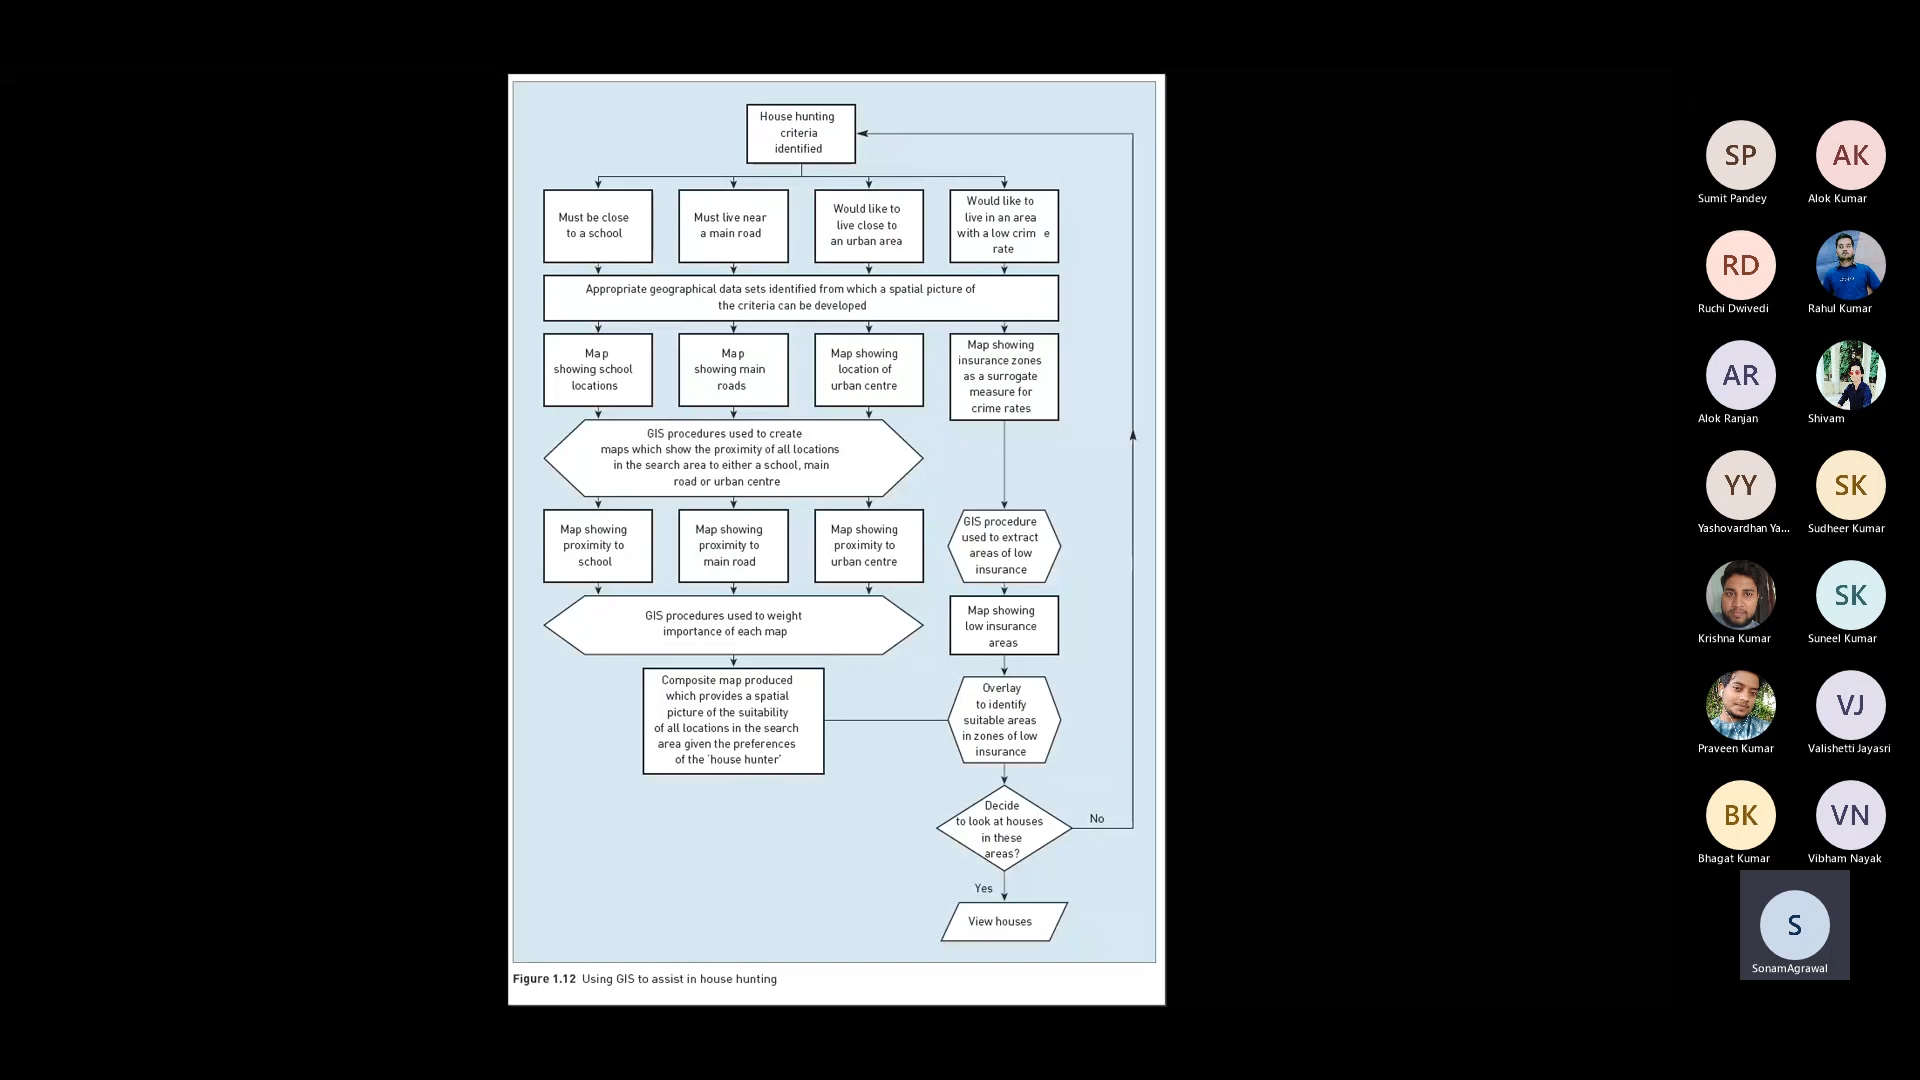 House hunting
criteria
identified
Must be close
to a school
Must live near
a main road
Would like to
live close to
an urban area
Would like to
live in an area
with a low crim e
rate
Appropriate geographical data sets identified from which a spatial picture of
the criteria can be developed
Map
showing school
locations
Map
showing main
roads
Map showing
location of
urban centre
Map showing
insurance zones
as a surrogate
measure for
crime rates
GIS procedures used to create
maps which show the proximity of all locations
in the search area to either a school, main
road or urban centre
GIS procedure
used to extract
areas of low
insurance
Map showing
proximity to
school
Map showing
proximity to
main road
Map showing
proximity to
urban centre
GIS procedures used to weight
importance of each map
Map showing
low insurance
areas
Composite map produced
which provides a spatial
picture of the suitability
of all locations in the search
area given the preferences
of the 'house hunter'
Overlay
to identify
suitable areas
in zones of low
insurance
Decide
to look at houses
in these
areas?
No
Yes
View houses
Figure 1.12 Using GIS to assist in house hunting
SP
Sumit Pandey
AK
Alok Kumar
RD
Ruchi Dwivedi
Rahul Kumar
AR
Alok Ranjan
Shivam
YY
Yashovardhan Ya...
SK
Sudheer Kumar
Krishna Kumar
SK
Suneel Kumar
Praveen Kumar
VJ
Valishetti Jayasri
BK
Bhagat Kumar
VN
Vibham Nayak
S
SonamAgrawal